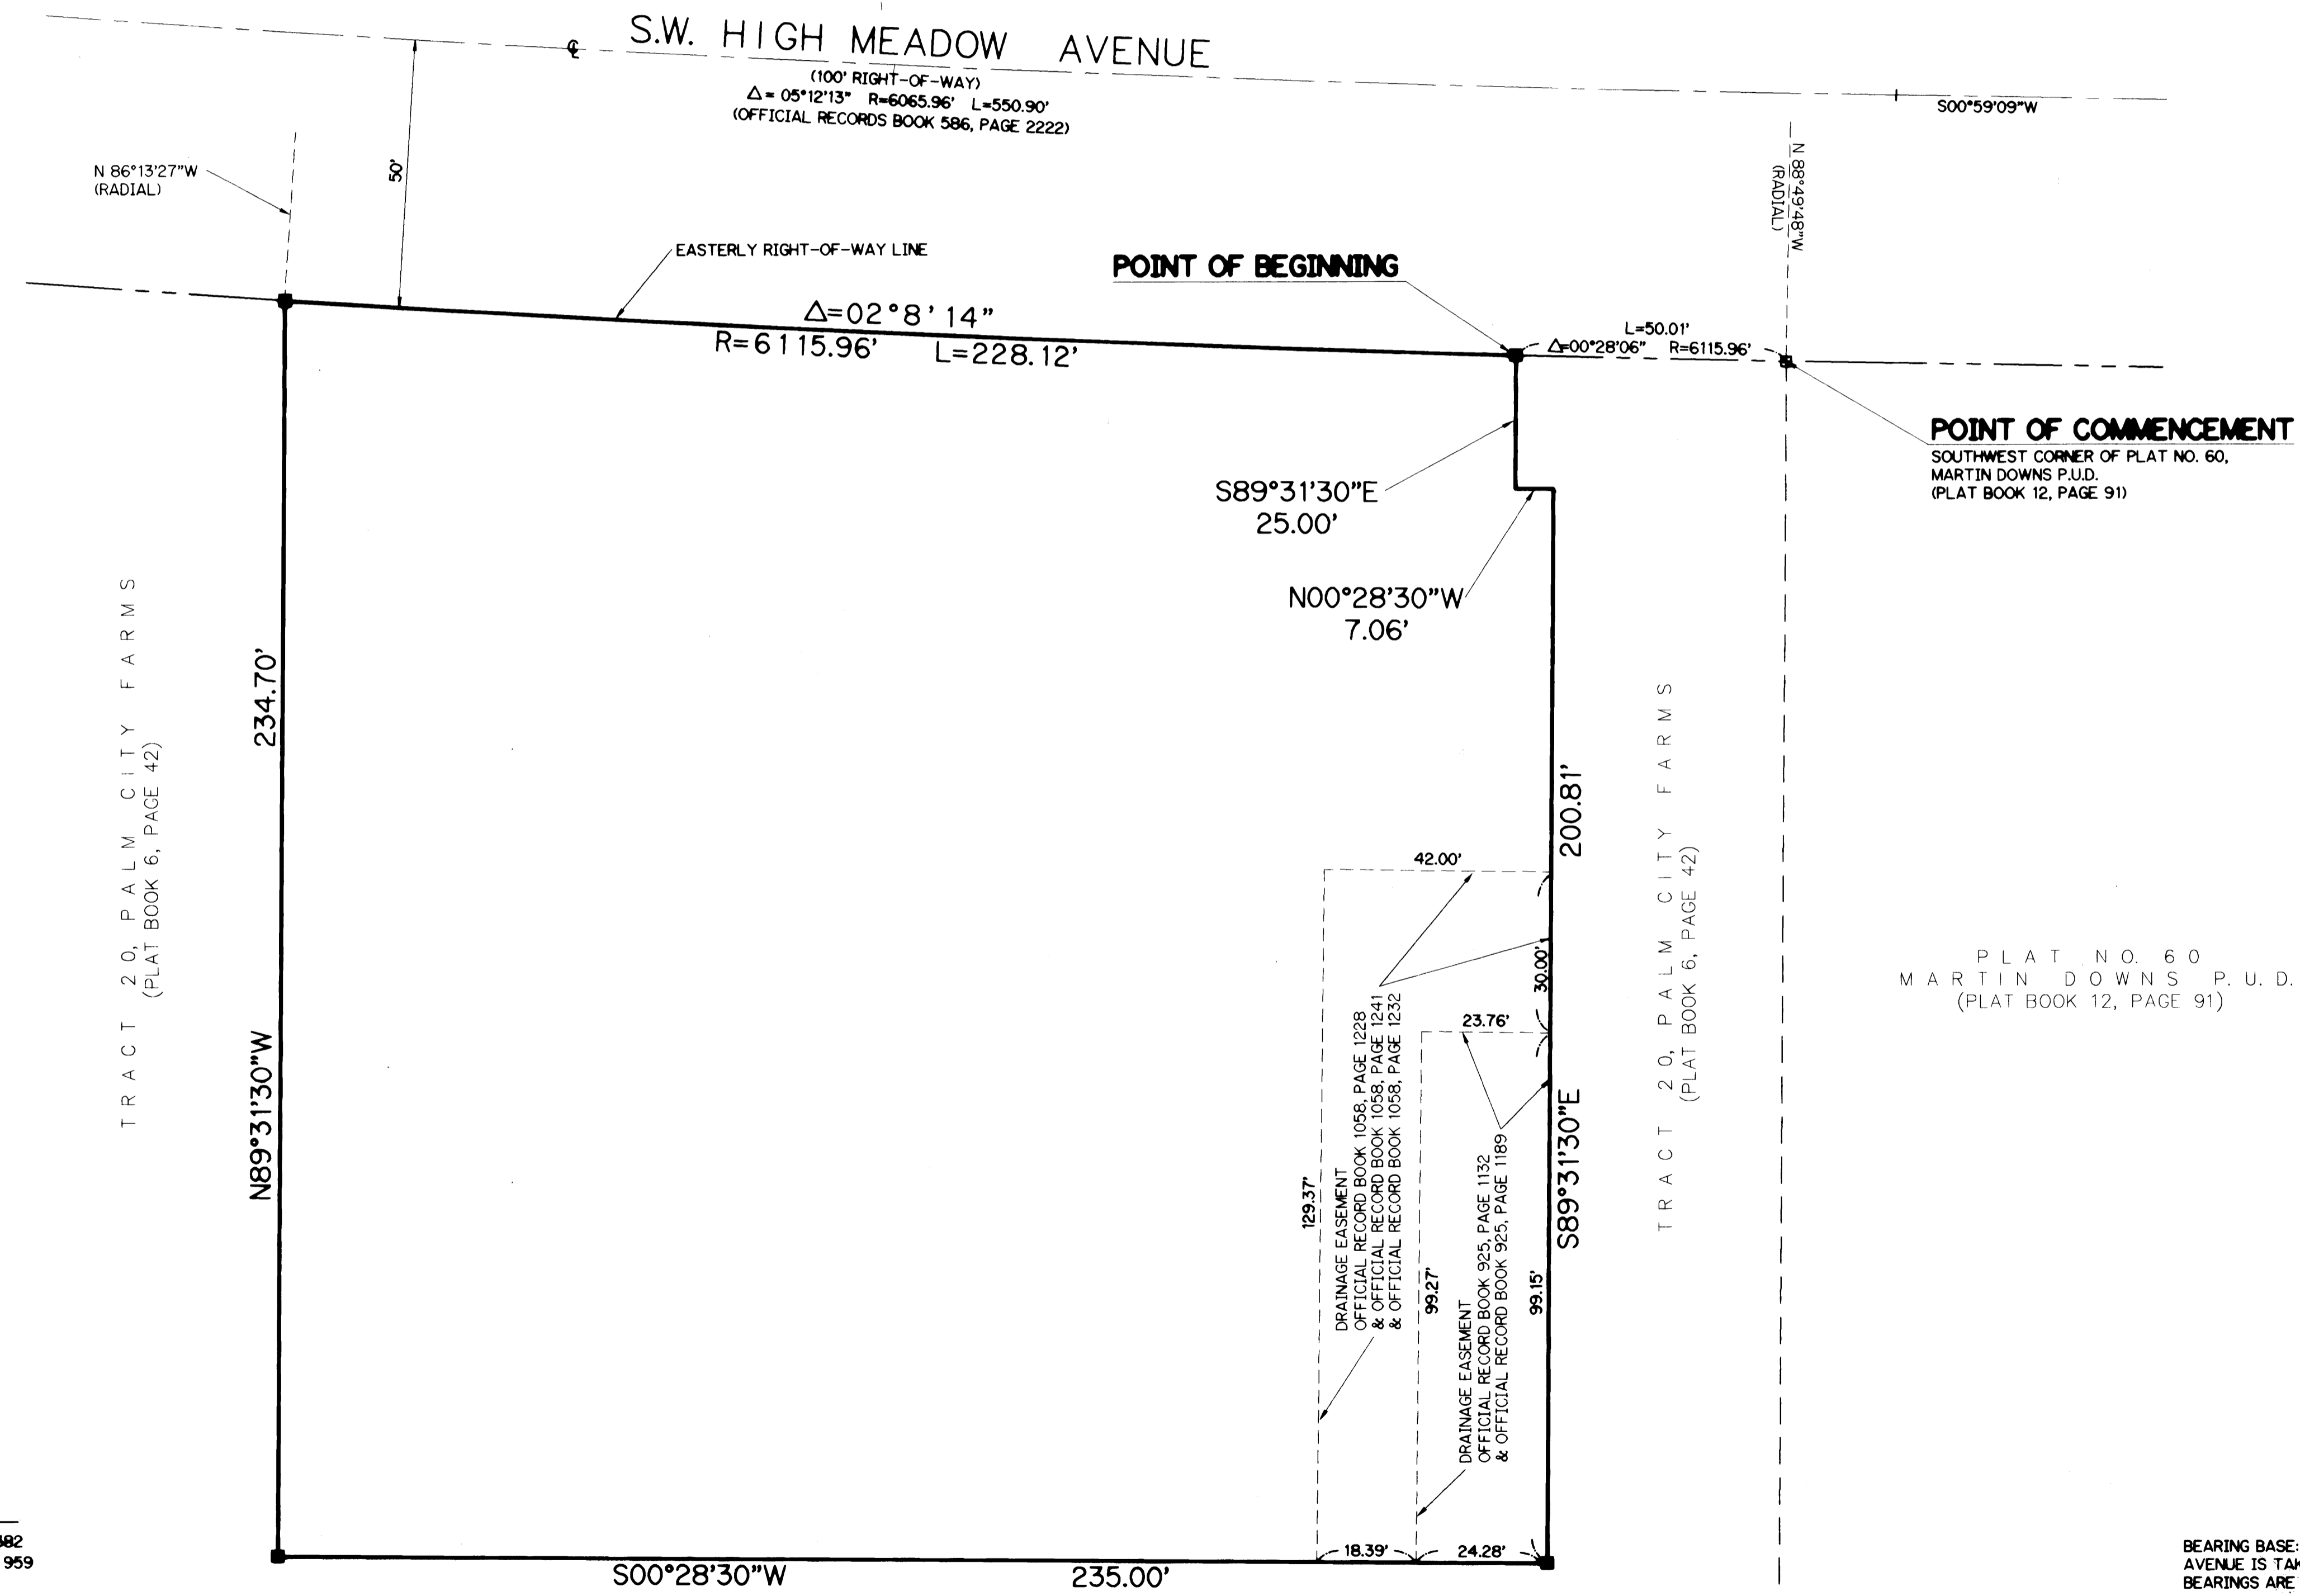 S.W. HIGH MEADOW AVENUE
(100' RIGHT-OF-WAY)
△= 05°12'13" R=6065.96' L=550.90'
(OFFICIAL RECORDS BOOK 586, PAGE 2222)
S00°59'09"W
N 86°13'27"W
(RADIAL)
50'
N 88°49'48"W
(RADIAL)
EASTERLY RIGHT-OF-WAY LINE
POINT OF BEGINNING
△=02°8'14"
R=6115.96' L=228.12'
L=50.01'
△=00°28'06" R=6115.96'
POINT OF COMMENCEMENT
SOUTHWEST CORNER OF PLAT NO. 60,
MARTIN DOWNS P.U.D.
(PLAT BOOK 12, PAGE 91)
S89°31'30"E
25.00'
N00°28'30"W
7.06'
TRACT 20, PALM CITY FARMS
(PLAT BOOK 6, PAGE 42)
234.70'
N89°31'30"W
200.81'
S89°31'30"E
TRACT 20, PALM CITY FARMS
(PLAT BOOK 6, PAGE 42)
42.00'
30.00'
23.76'
129.37'
DRAINAGE EASEMENT
OFFICIAL RECORD BOOK 1058, PAGE 1228
& OFFICIAL RECORD BOOK 1058, PAGE 1241
& OFFICIAL RECORD BOOK 1058, PAGE 1232
99.27'
DRAINAGE EASEMENT
OFFICIAL RECORD BOOK 925, PAGE 1132
& OFFICIAL RECORD BOOK 925, PAGE 1189
99.15'
PLAT NO. 60
MARTIN DOWNS P.U.D.
(PLAT BOOK 12, PAGE 91)
18.39'
24.28'
S00°28'30"W 235.00'
959
BEARING BASE:
AVENUE IS
BEARINGS ARE